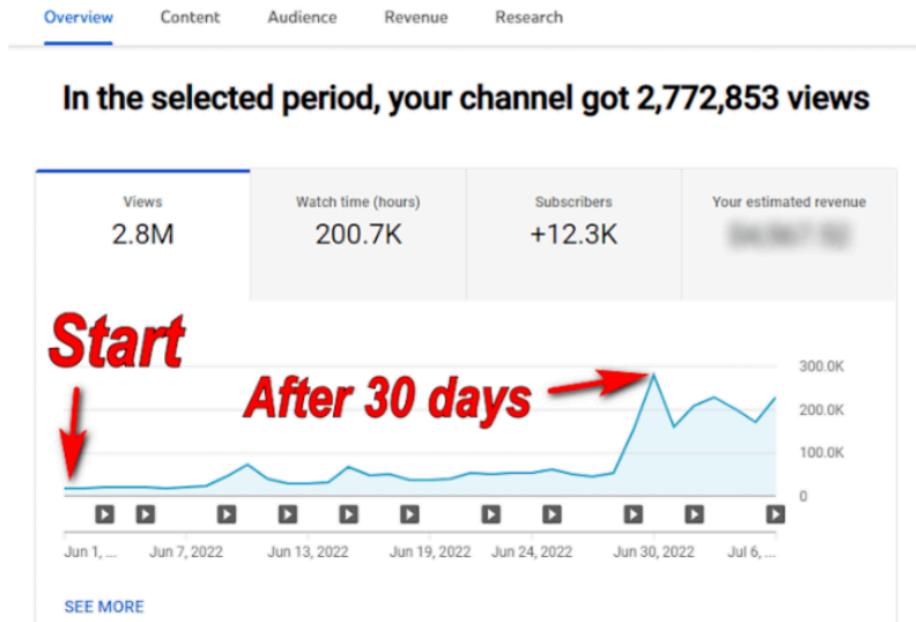 Overview Content Audience Revenue Research
In the selected period, your channel got 2,772,853 views
Views Watch time (hours) Subscribers Your estimated revenue
2.8M 200.7K +12.3K
Start
After 30 days
300.0K
200.0K
100.0K
0
Jun 1, ... Jun 7, 2022 Jun 13, 2022 Jun 19, 2022 Jun 24, 2022 Jun 30, 2022 Jul 6, ...
SEE MORE